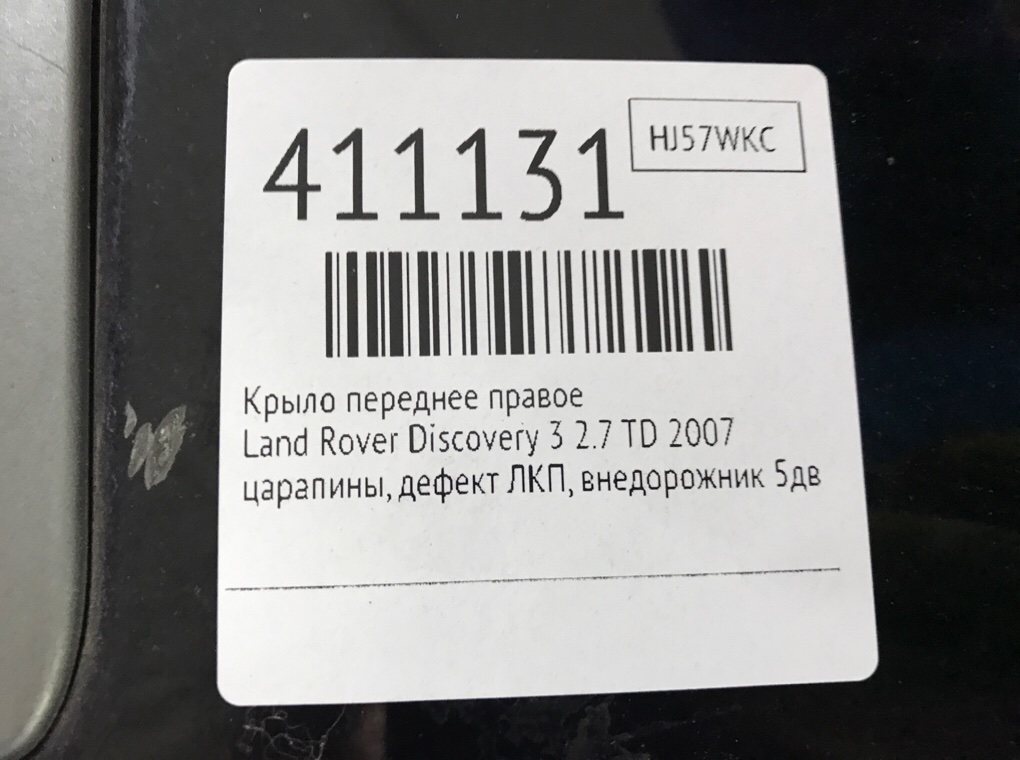 411131
HJ57WKC
Крыло переднее правое
Land Rover Discovery 3 2.7 TD 2007
царапины, дефект ЛКП, внедорожник 5дв